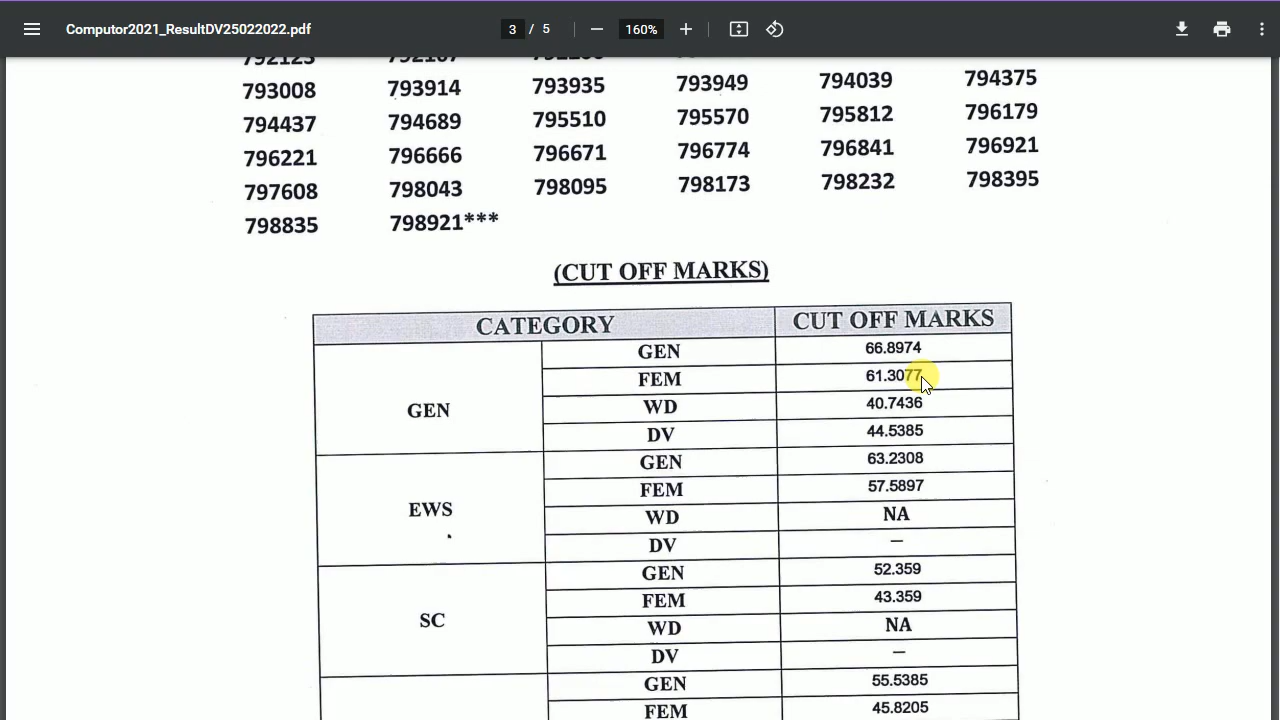 Computor2021_ResultDV25022022.pdf 3 / 5 160%
793008 793914 793935 793949 794039 794375
794437 794689 795510 795570 795812 796179
796221 796666 796671 796774 796841 796921
797608 798043 798095 798173 798232 798395
798835 798921***
(CUT OFF MARKS)
CATEGORY CUT OFF MARKS
GEN 66.8974
FEM 61.3077
GEN
WD 40.7436
DV 44.5385
GEN 63.2308
FEM 57.5897
EWS
WD NA
DV —
GEN 52.359
FEM 43.359
SC
WD NA
DV —
GEN 55.5385
FEM 45.8205